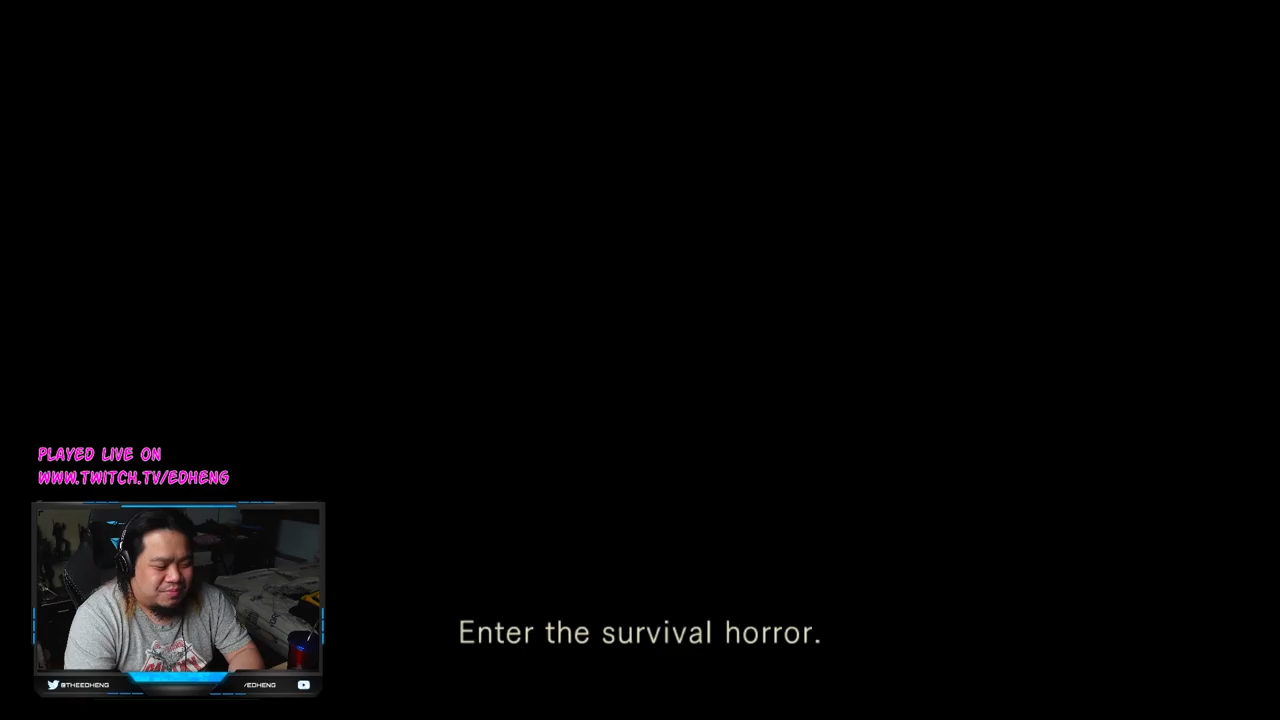 PLAYED LIVE ON
WWW.TWITCH.TV/EDHENG
Enter the survival horror.
@THEEDHENG
/EDHENG